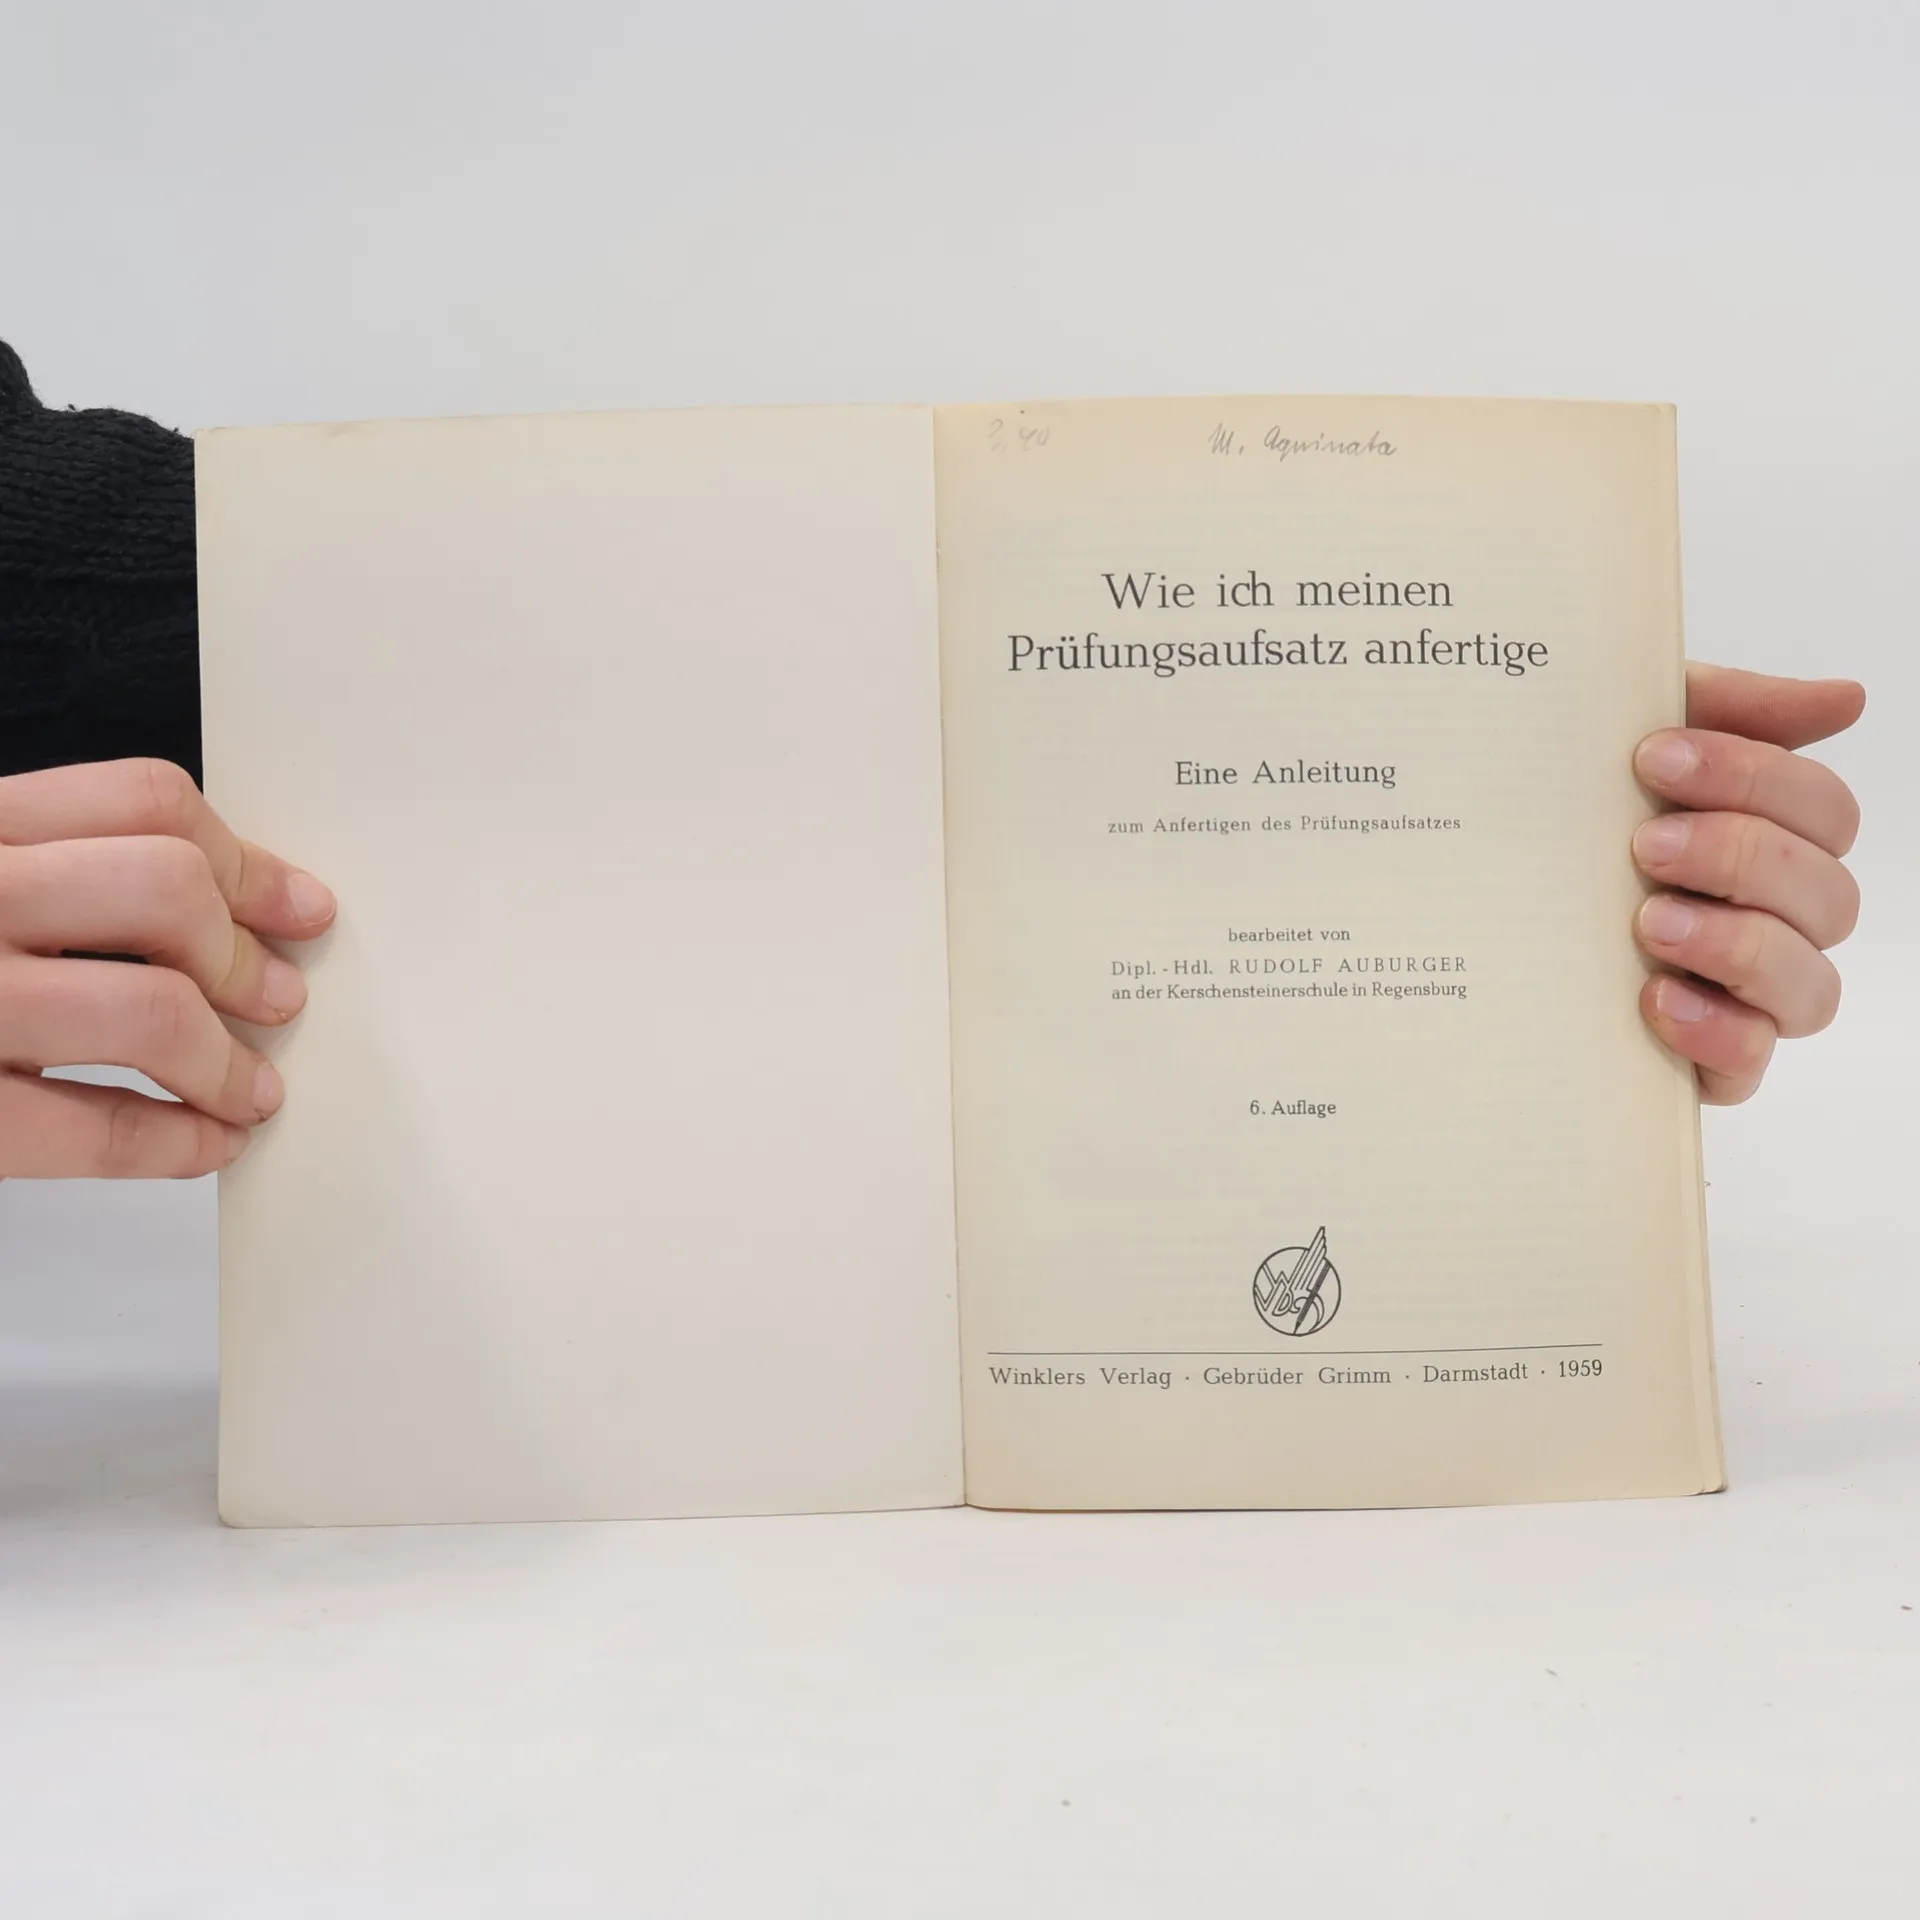 3,40 M. Aquinata
Wie ich meinen
Prüfungsaufsatz anfertige
Eine Anleitung
zum Anfertigen des Prüfungsaufsatzes
bearbeitet von
Dipl.-Hdl. RUDOLF AUBURGER
an der Kerschensteinerschule in Regensburg
6. Auflage
Winklers Verlag · Gebrüder Grimm · Darmstadt · 1959